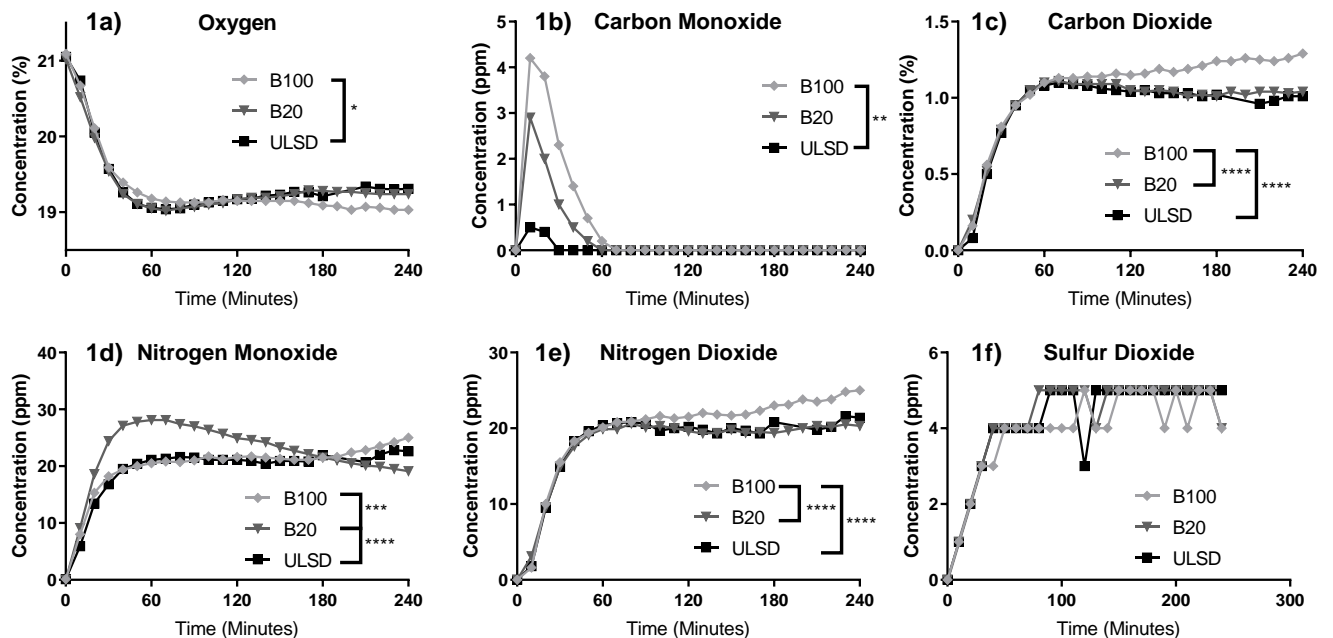 1a) Oxygen
Concentration (%)
21
20
19
0 60 120 180 240
Time (Minutes)
B100
B20
ULSD
*
1b) Carbon Monoxide
Concentration (ppm)
5
4
3
2
1
0
0 60 120 180 240
Time (Minutes)
B100
B20
ULSD
**
1c) Carbon Dioxide
Concentration (%)
1.5
1.0
0.5
0.0
0 60 120 180 240
Time (Minutes)
B100
B20
ULSD
****
****
1d) Nitrogen Monoxide
Concentration (ppm)
40
30
20
10
0
0 60 120 180 240
Time (Minutes)
B100
B20
ULSD
***
****
1e) Nitrogen Dioxide
Concentration (ppm)
30
20
10
0
0 60 120 180 240
Time (Minutes)
B100
B20
ULSD
****
****
1f) Sulfur Dioxide
Concentration (ppm)
6
4
2
0
0 100 200 300
Time (Minutes)
B100
B20
ULSD